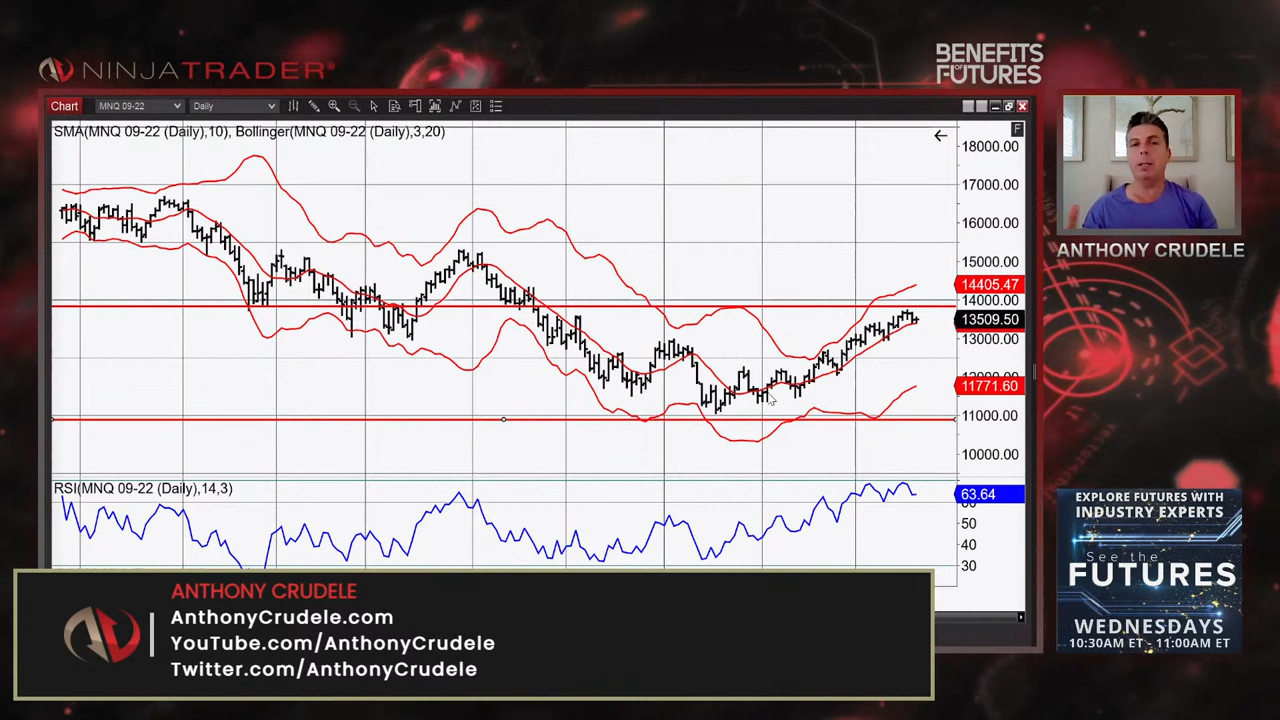 NINJATRADER
BENEFITS
OF
FUTURES
Chart
MNQ 09-22
Daily
SMA(MNQ 09-22 (Daily),10), Bollinger(MNQ 09-22 (Daily),3,20)
F
18000.00
17000.00
16000.00
15000.00
14405.47
14000.00
13509.50
13000.00
12000.00
11771.60
11000.00
10000.00
RSI(MNQ 09-22 (Daily),14,3)
63.64
60
50
40
30
ANTHONY CRUDELE
EXPLORE FUTURES WITH
INDUSTRY EXPERTS
See the
FUTURES
WEDNESDAYS
10:30AM ET - 11:00AM ET
ANTHONY CRUDELE
AnthonyCrudele.com
YouTube.com/AnthonyCrudele
Twitter.com/AnthonyCrudele